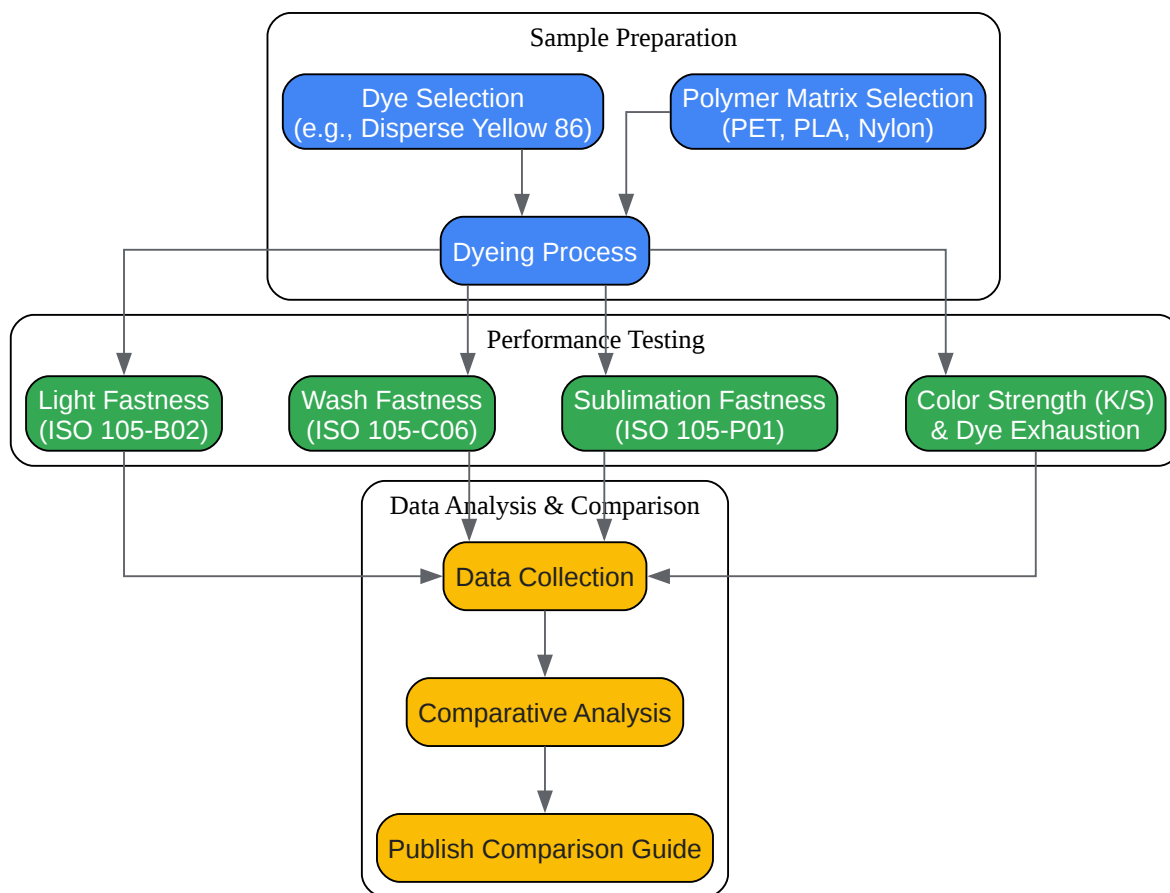 Sample Preparation
Dye Selection
(e.g., Disperse Yellow 86)
Polymer Matrix Selection
(PET, PLA, Nylon)
Dyeing Process
Performance Testing
Light Fastness
(ISO 105-B02)
Wash Fastness
(ISO 105-C06)
Sublimation Fastness
(ISO 105-P01)
Color Strength (K/S)
& Dye Exhaustion
Data Analysis & Comparison
Data Collection
Comparative Analysis
Publish Comparison Guide